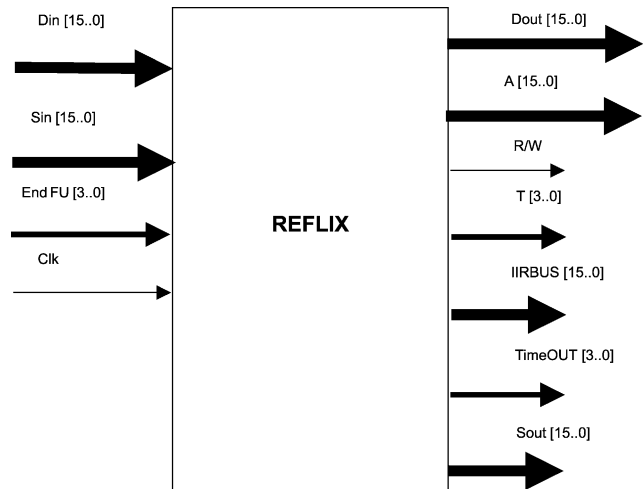 Din [15..0]
Sin [15..0]
End FU [3..0]
Clk
REFLIX
Dout [15..0]
A [15..0]
R/W
T [3..0]
IIRBUS [15..0]
TimeOUT [3..0]
Sout [15..0]